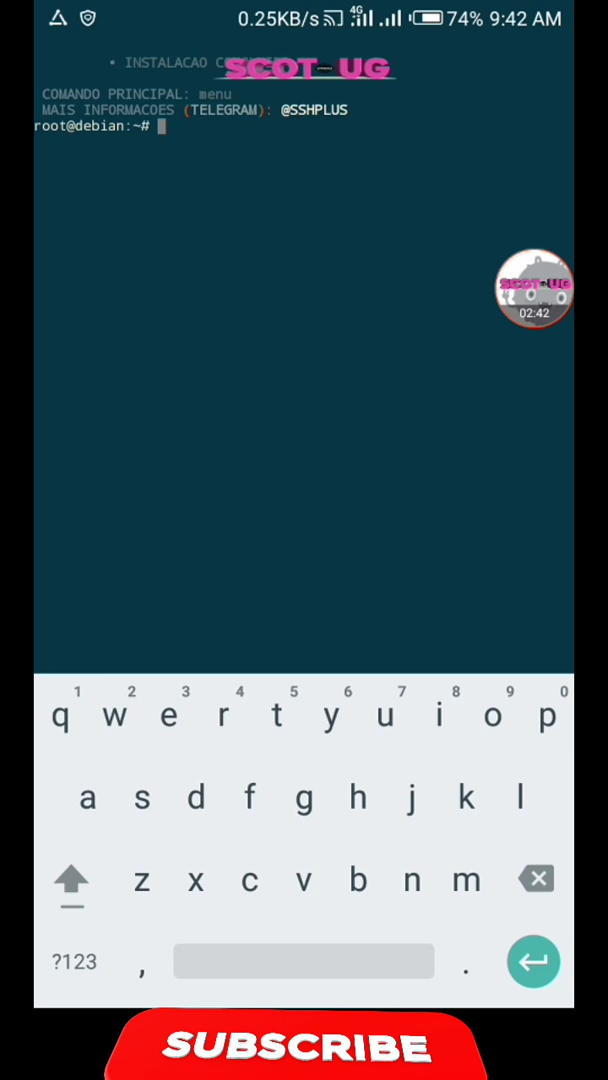 0.25KB/s 4G 74% 9:42 AM
• INSTALACAO C
SCOT-UG
COMANDO PRINCIPAL: menu
MAIS INFORMACOES (TELEGRAM): @SSHPLUS
root@debian:~#
SCOT-UG
02:42
1 2 3 4 5 6 7 8 9 0
q w e r t y u i o p
a s d f g h j k l
z x c v b n m
?123 , .
SUBSCRIBE